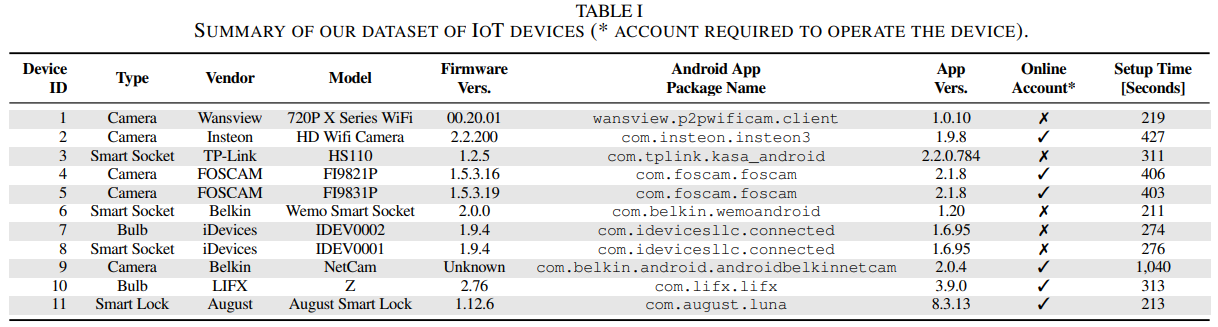 TABLE I
SUMMARY OF OUR DATASET OF IOT DEVICES (* ACCOUNT REQUIRED TO OPERATE THE DEVICE).
Device ID Type Vendor Model Firmware Vers. Android App Package Name App Vers. Online Account* Setup Time [Seconds]
1 Camera Wansview 720P X Series WiFi 00.20.01 wansview.p2pwificam.client 1.0.10 ✗ 219
2 Camera Insteon HD Wifi Camera 2.2.200 com.insteon.insteon3 1.9.8 ✓ 427
3 Smart Socket TP-Link HS110 1.2.5 com.tplink.kasa_android 2.2.0.784 ✗ 311
4 Camera FOSCAM FI9821P 1.5.3.16 com.foscam.foscam 2.1.8 ✓ 406
5 Camera FOSCAM FI9831P 1.5.3.19 com.foscam.foscam 2.1.8 ✓ 403
6 Smart Socket Belkin Wemo Smart Socket 2.0.0 com.belkin.wemoandroid 1.20 ✗ 211
7 Bulb iDevices IDEV0002 1.9.4 com.idevicesllc.connected 1.6.95 ✗ 274
8 Smart Socket iDevices IDEV0001 1.9.4 com.idevicesllc.connected 1.6.95 ✗ 276
9 Camera Belkin NetCam Unknown com.belkin.android.androidbelkinnetcam 2.0.4 ✓ 1,040
10 Bulb LIFX Z 2.76 com.lifx.lifx 3.9.0 ✓ 313
11 Smart Lock August August Smart Lock 1.12.6 com.august.luna 8.3.13 ✓ 213